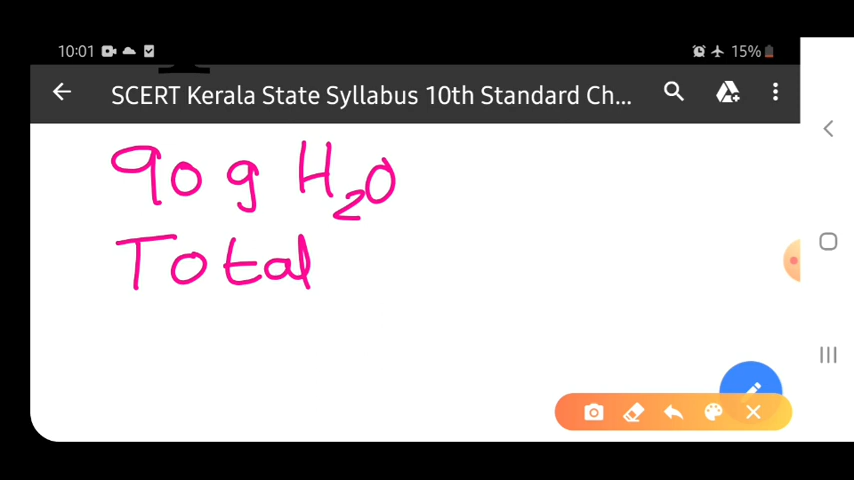 10:01 15%
SCERT Kerala State Syllabus 10th Standard Ch...
90 g H₂O
Total